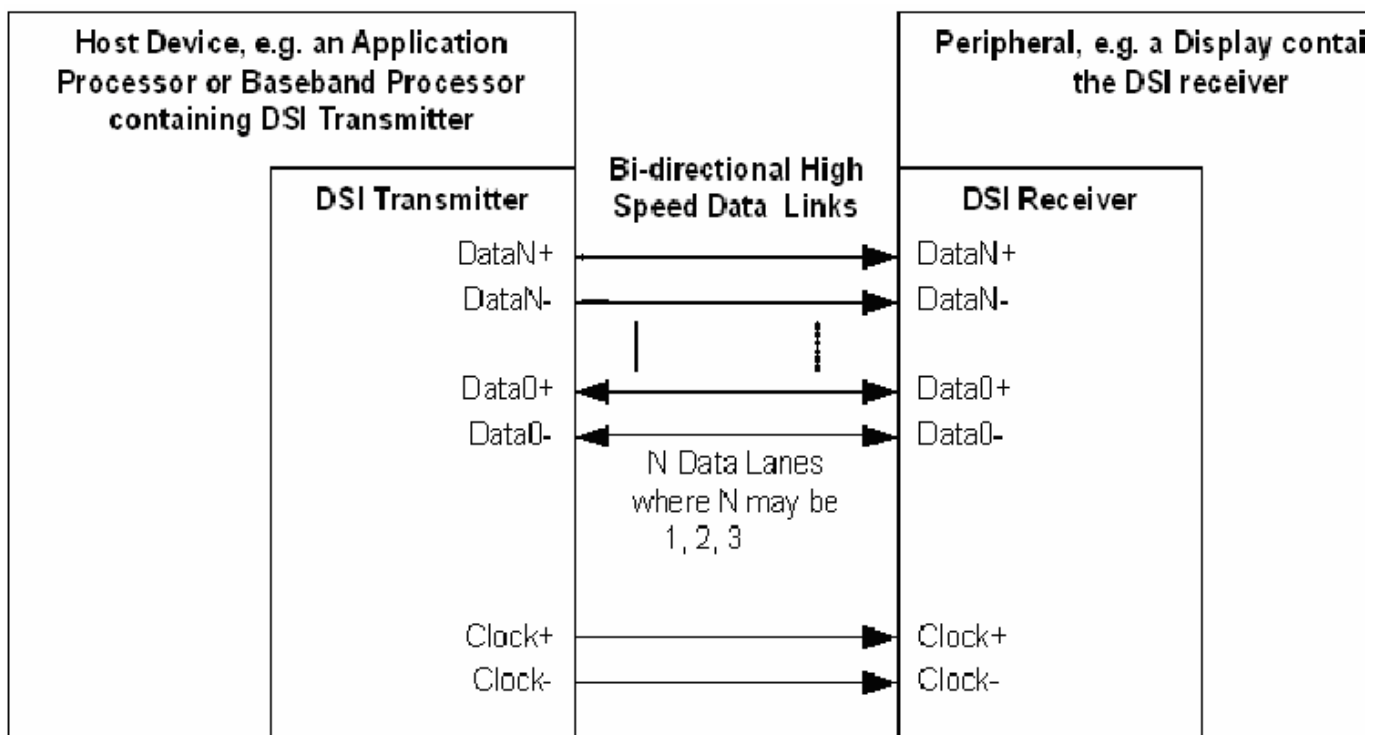 Host Device, e.g. an Application
Processor or Baseband Processor
containing DSI Transmitter
Peripheral, e.g. a Display contai
the DSI receiver
Bi-directional High
Speed Data Links
DSI Transmitter
DSI Receiver
DataN+
DataN+
DataN-
DataN-
Data0+
Data0+
Data0-
Data0-
N Data Lanes
where N may be
1, 2, 3
Clock+
Clock+
Clock-
Clock-